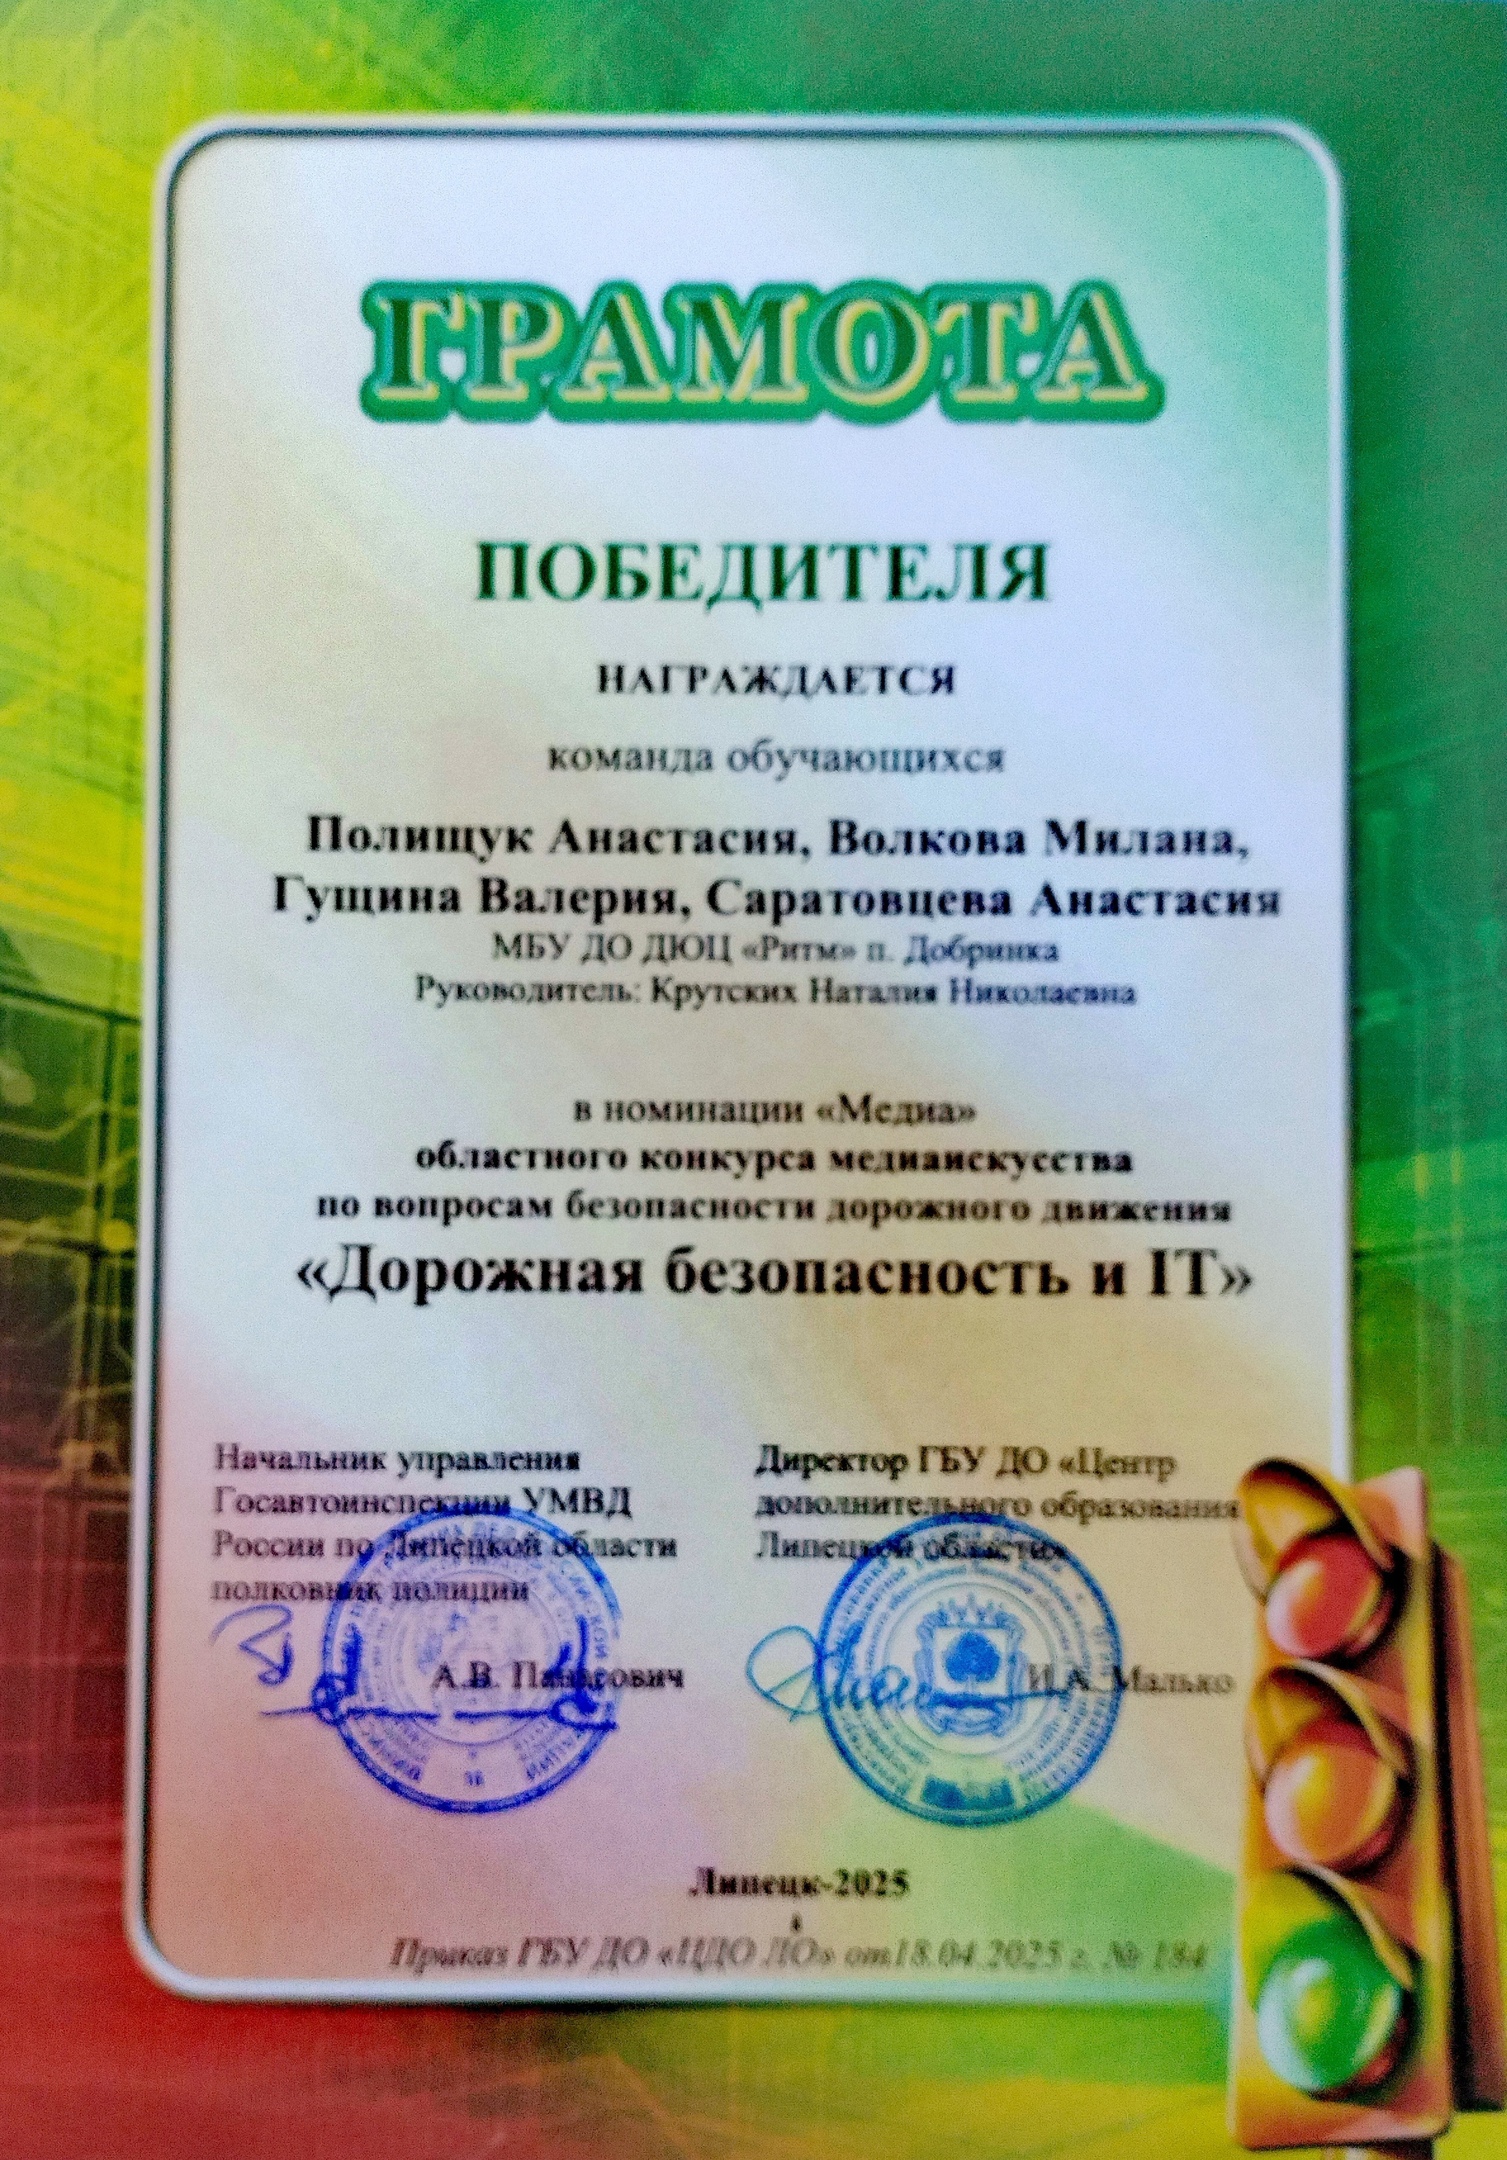 ГРАМОТА
ПОБЕДИТЕЛЯ
НАГРАЖДАЕТСЯ
команда обучающихся
Полищук Анастасия, Волкова Милана,
Гущина Валерия, Саратовцева Анастасия
МБУ ДО ДЮЦ «Ритм» п. Добринка
Руководитель: Крутских Наталия Николаевна
в номинации «Медиа»
областного конкурса медиаискусства
по вопросам безопасности дорожного движения
«Дорожная безопасность и IT»
Начальник управления
Госавтоинспекции УМВД
России по Липецкой области
полковник полиции
А.В. Панасович
Директор ГБУ ДО «Центр
дополнительного образования
Липецкой области»
И.А. Малько
Липецк-2025
Приказ ГБУ ДО «ЦДО ЛО» от18.04.2025 г. № 184